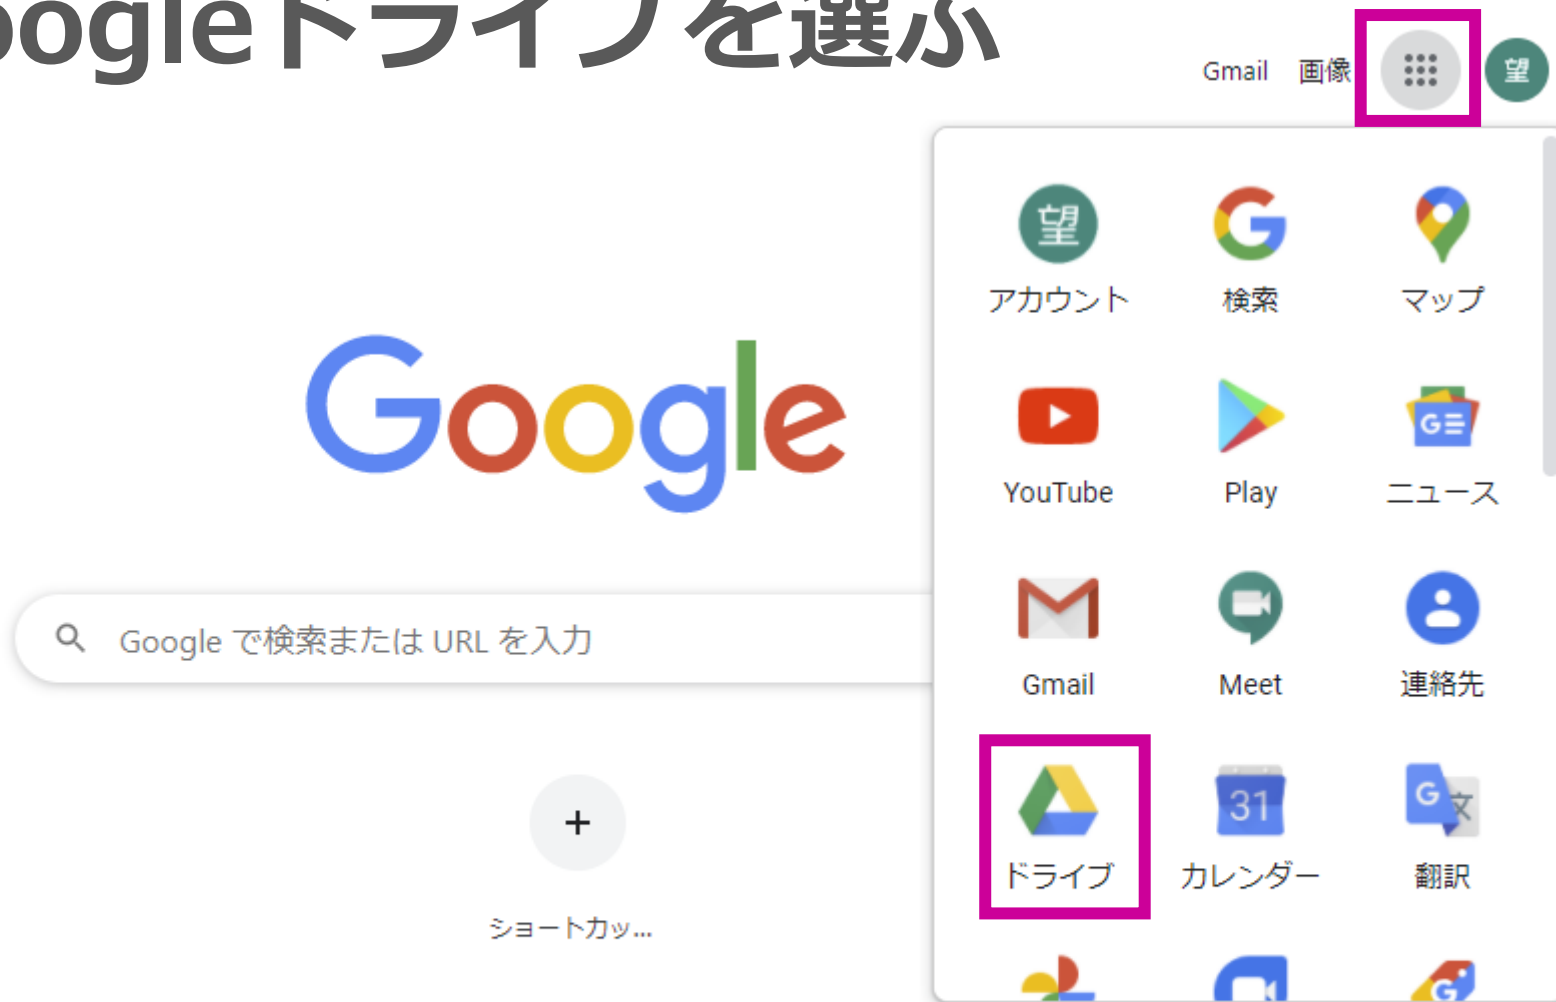 oogleドライブを選ぶ
Gmail 画像 望
望
アカウント 検索 マップ
Google
G≡
YouTube Play ニュース
Google で検索または URL を入力
Gmail Meet 連絡先
31 G 文
+
ドライブ カレンダー 翻訳
ショートカッ...
G